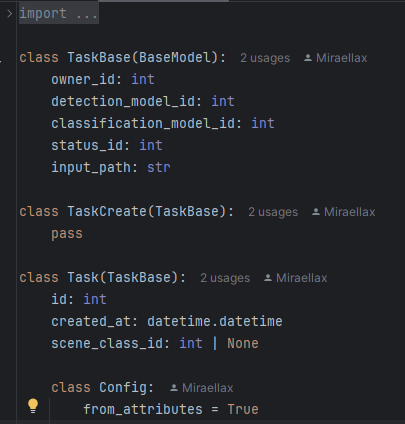 import ...
class TaskBase(BaseModel): 2 usages Miraellax
    owner_id: int
    detection_model_id: int
    classification_model_id: int
    status_id: int
    input_path: str
class TaskCreate(TaskBase): 2 usages Miraellax
    pass
class Task(TaskBase): 2 usages Miraellax
    id: int
    created_at: datetime.datetime
    scene_class_id: int | None
    class Config: Miraellax
        from_attributes = True